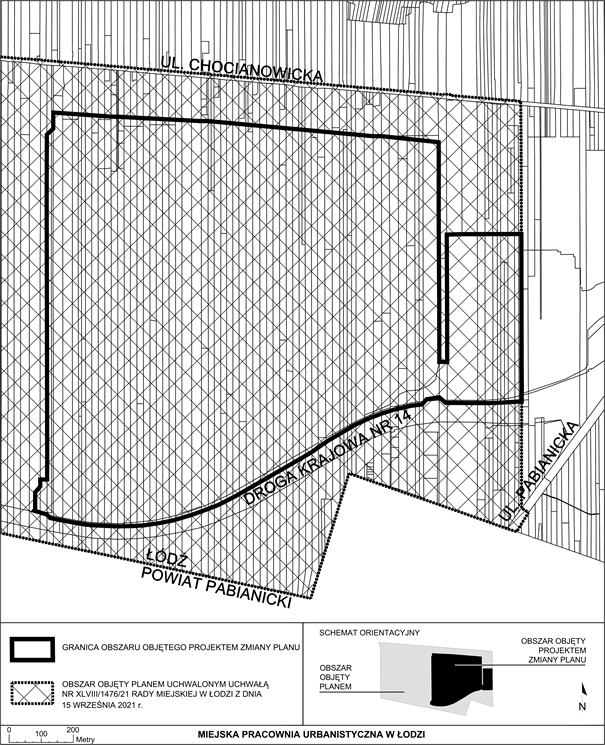 UL. CHOCIANOWICKA
DROGA KRAJOWA NR 14
UL. PABIANICKA
ŁÓDŹ
POWIAT PABIANICKI
GRANICA OBSZARU OBJĘTEGO PROJEKTEM ZMIANY PLANU
OBSZAR OBJĘTY PLANEM UCHWALONYM UCHWAŁĄ
NR XLVIII/1476/21 RADY MIEJSKIEJ W ŁODZI Z DNIA
15 WRZEŚNIA 2021 r.
SCHEMAT ORIENTACYJNY
OBSZAR OBJĘTY
PROJEKTEM
ZMIANY PLANU
OBSZAR
OBJĘTY
PLANEM
N
0 100 200
Metry
MIEJSKA PRACOWNIA URBANISTYCZNA W ŁODZI